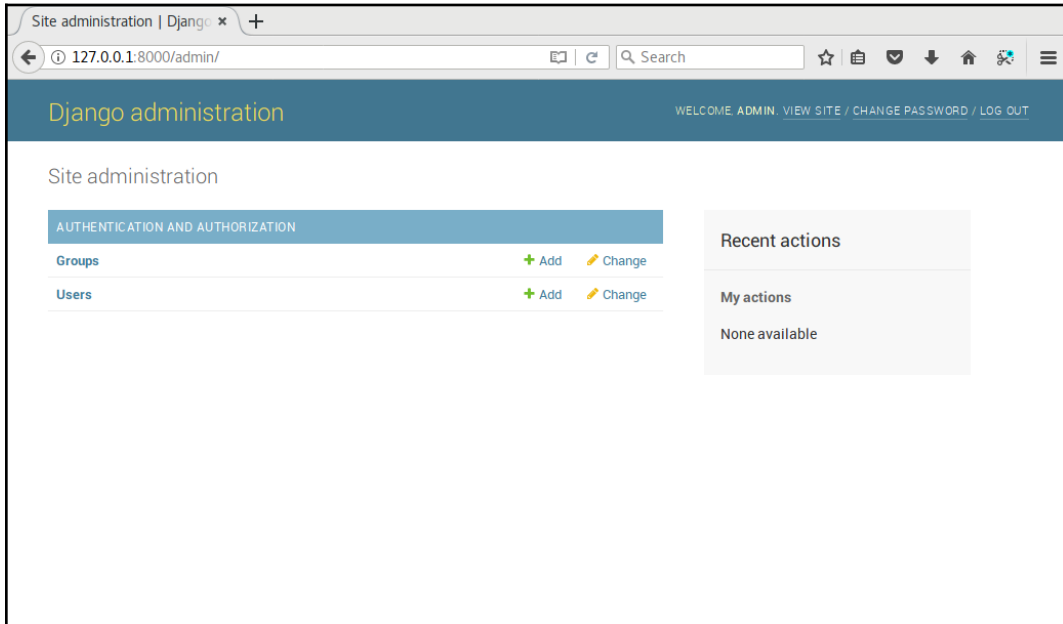 Site administration | Django
127.0.0.1:8000/admin/
Search
Django administration
WELCOME, ADMIN. VIEW SITE / CHANGE PASSWORD / LOG OUT
Site administration
AUTHENTICATION AND AUTHORIZATION
Groups Add Change
Users Add Change
Recent actions
My actions
None available